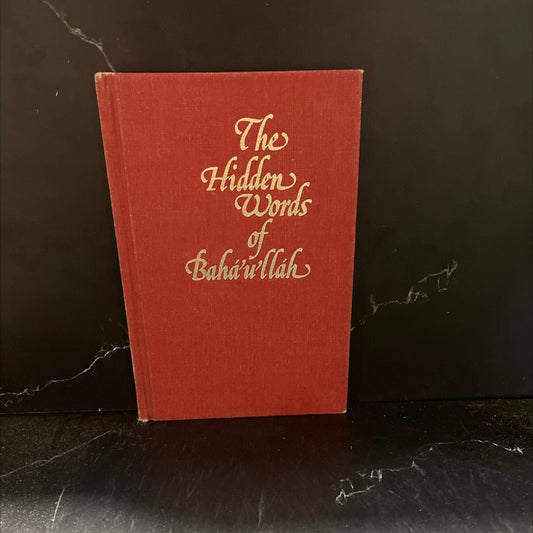 The
Hidden
Words
of
Bahá'u'lláh